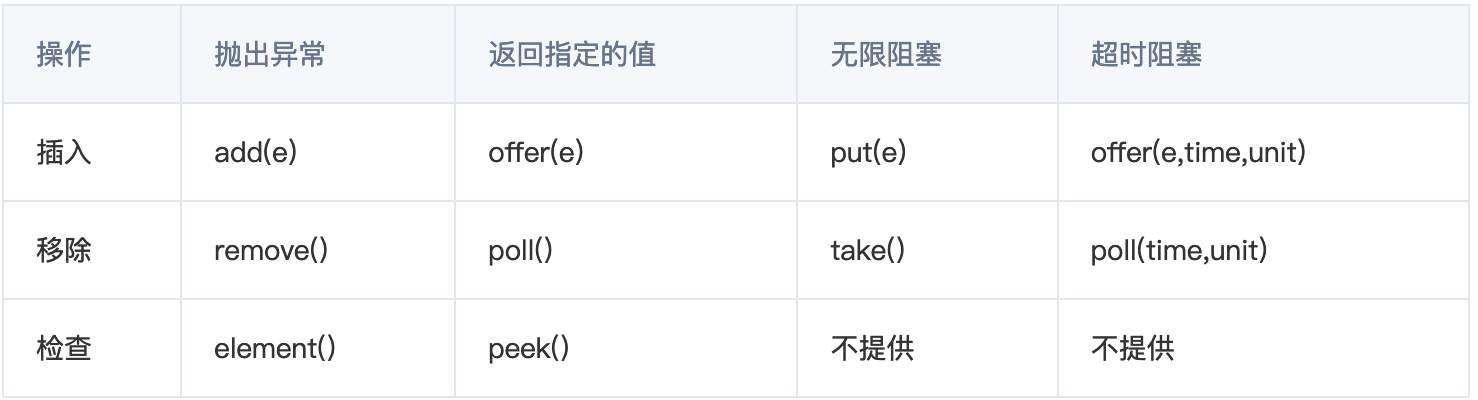 操作 抛出异常 返回指定的值 无限阻塞 超时阻塞
插入 add(e) offer(e) put(e) offer(e,time,unit)
移除 remove() poll() take() poll(time,unit)
检查 element() peek() 不提供 不提供